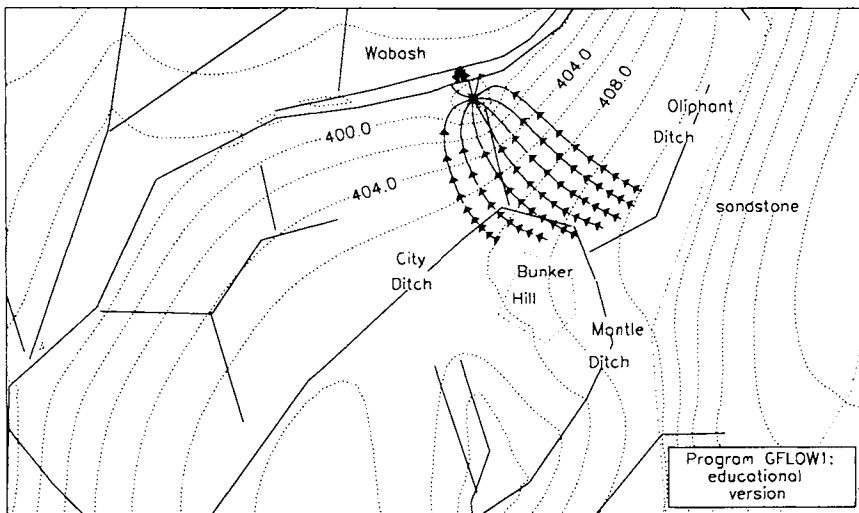 Wabash
404.0
408.0
Oliphant
Ditch
400.0
404.0
sandstone
City
Ditch
Bunker
Hill
Mantle
Ditch
Program GFLOW1:
educational
version